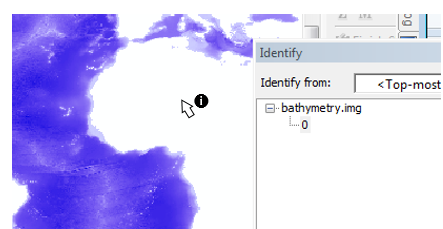 Identify
Identify from: <Top-most
bathymetry.img
0